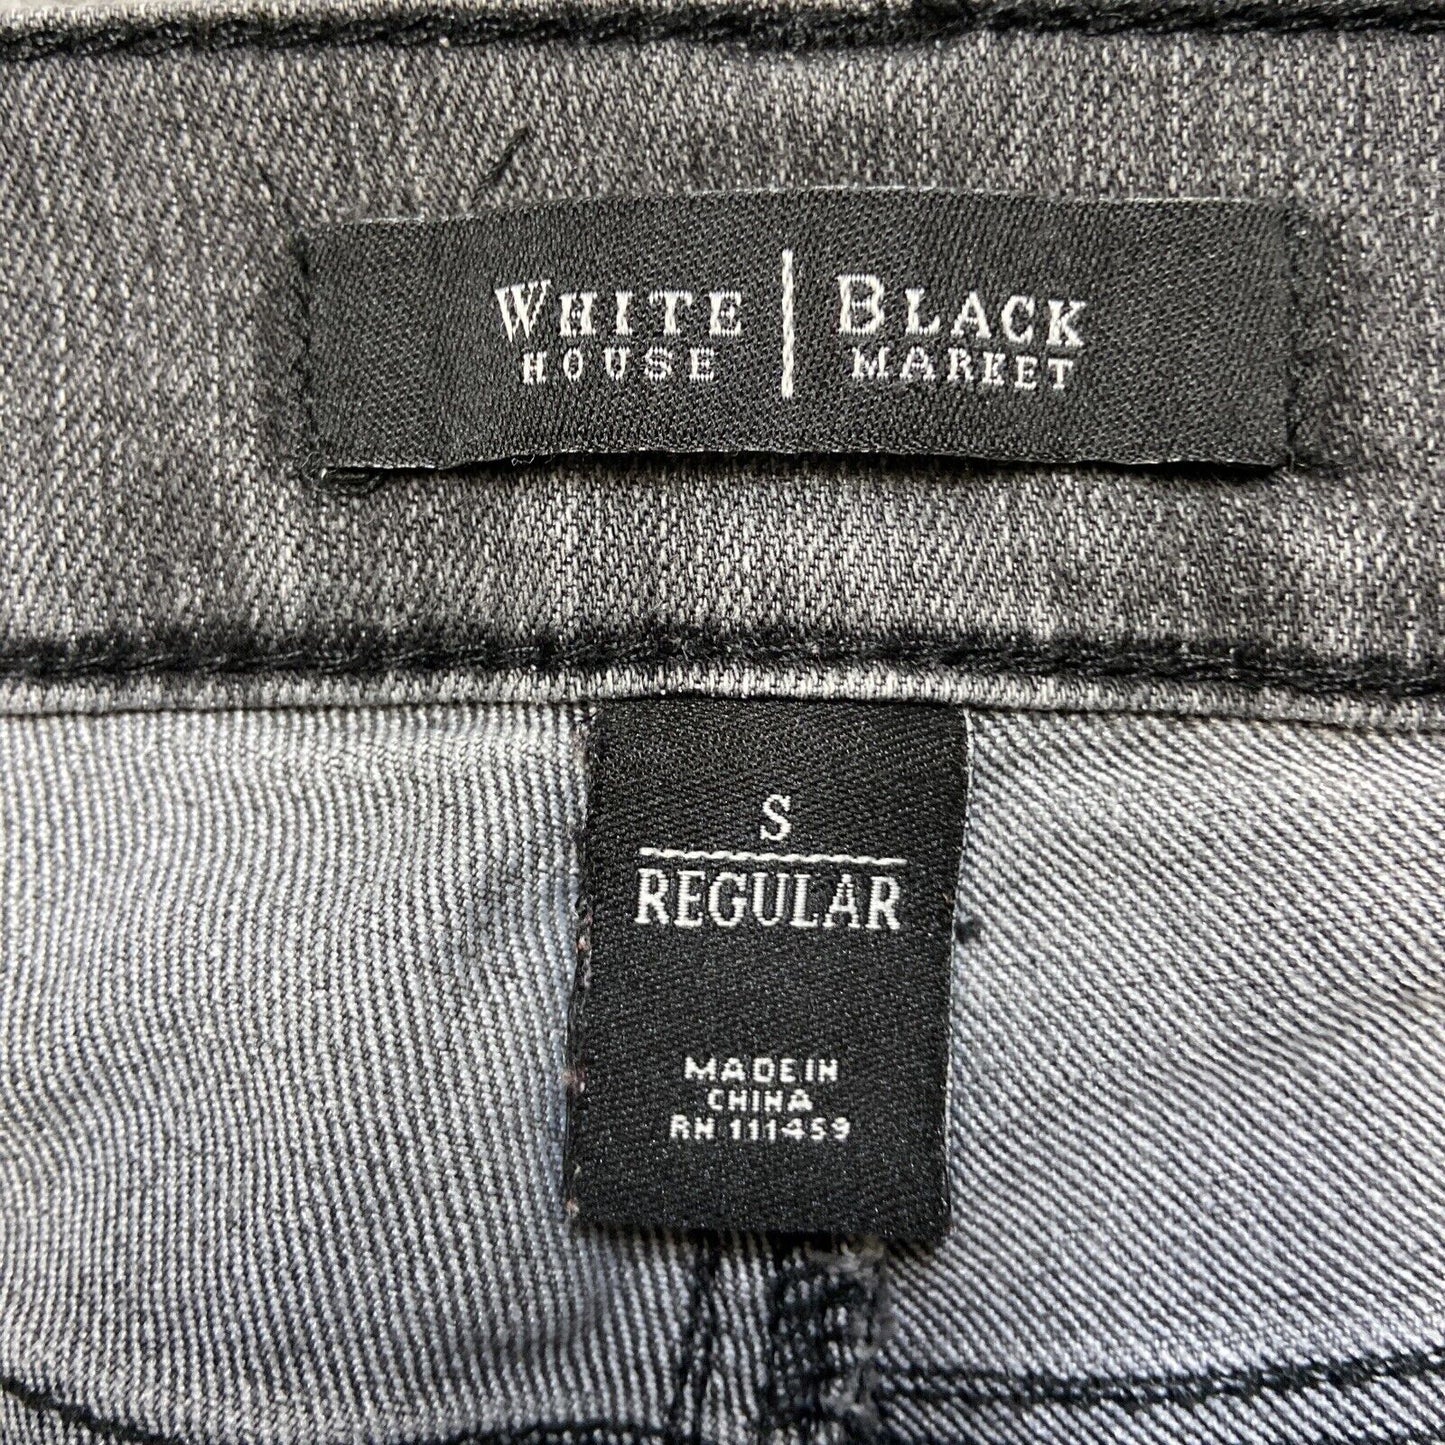 WHITE | BLACK
HOUSE | MARKET
S
REGULAR
MADE IN
CHINA
RN 111459